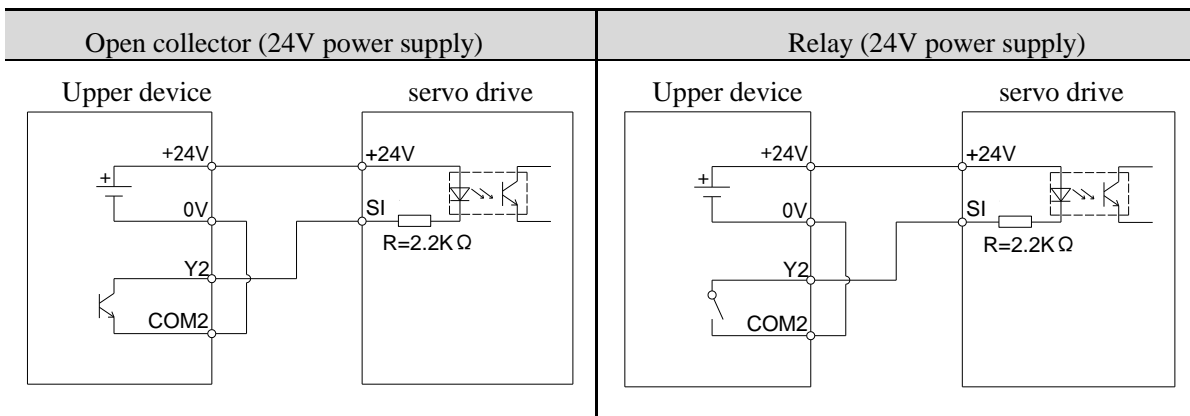 Open collector (24V power supply)
Relay (24V power supply)
Upper device
servo drive
+24V
+24V
+
0V
SI
R=2.2KΩ
Y2
COM2
Upper device
servo drive
+24V
+24V
+
0V
SI
R=2.2KΩ
Y2
COM2